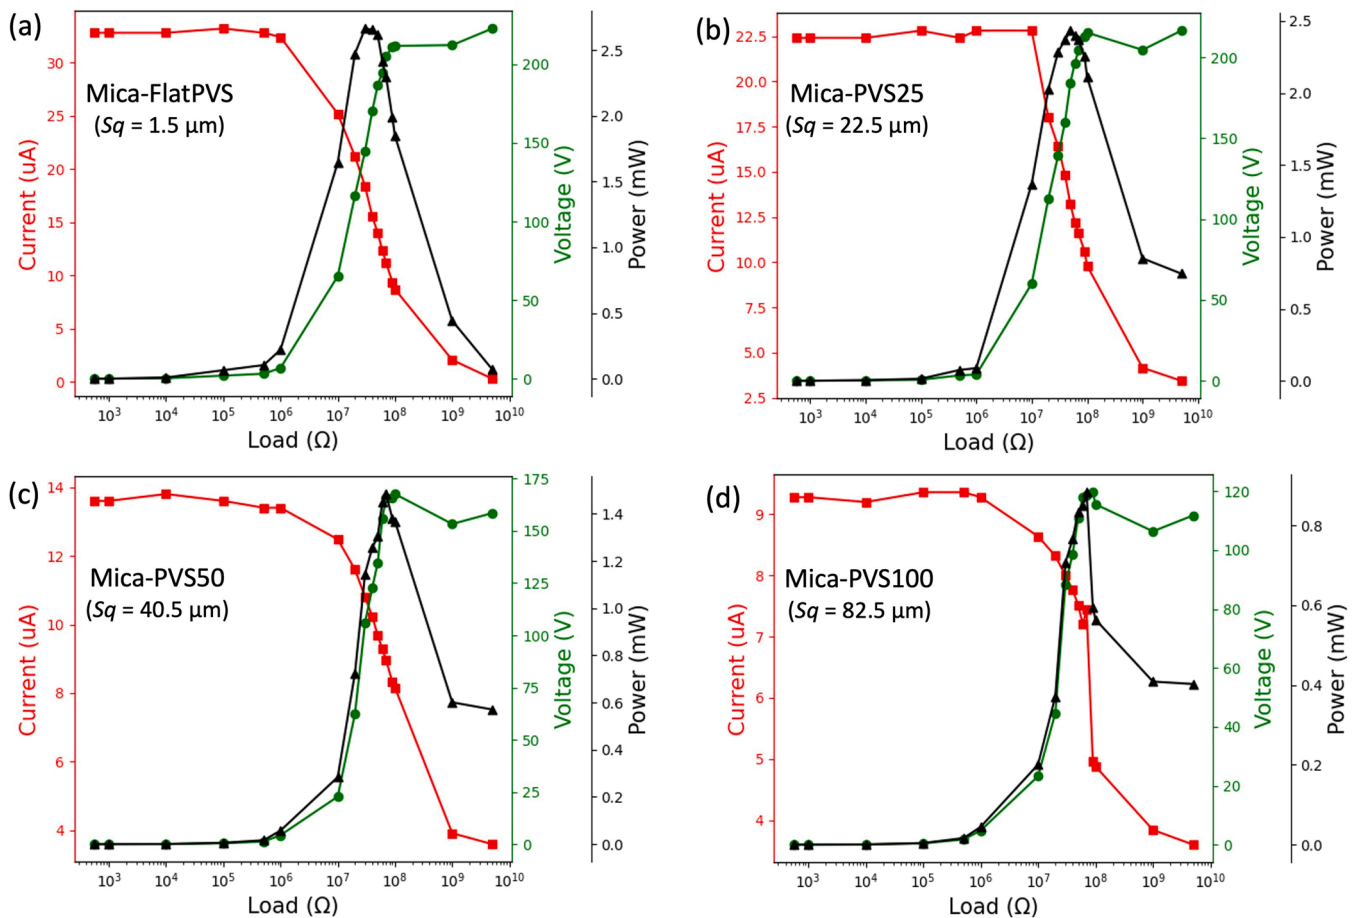 (a)
Mica-FlatPVS
(Sq = 1.5 μm)
Current (uA)
30
25
20
15
10
5
0
Voltage (V)
200
150
100
50
0
Power (mW)
2.5
2.0
1.5
1.0
0.5
0.0
10³ 10⁴ 10⁵ 10⁶ 10⁷ 10⁸ 10⁹ 10¹⁰
Load (Ω)
(b)
Mica-PVS25
(Sq = 22.5 μm)
Current (uA)
22.5
20.0
17.5
15.0
12.5
10.0
7.5
5.0
2.5
Voltage (V)
200
150
100
50
0
Power (mW)
2.5
2.0
1.5
1.0
0.5
0.0
10³ 10⁴ 10⁵ 10⁶ 10⁷ 10⁸ 10⁹ 10¹⁰
Load (Ω)
(c)
Mica-PVS50
(Sq = 40.5 μm)
Current (uA)
14
12
10
8
6
4
Voltage (V)
175
150
125
100
75
50
25
0
Power (mW)
1.4
1.2
1.0
0.8
0.6
0.4
0.2
0.0
10³ 10⁴ 10⁵ 10⁶ 10⁷ 10⁸ 10⁹ 10¹⁰
Load (Ω)
(d)
Mica-PVS100
(Sq = 82.5 μm)
Current (uA)
9
8
7
6
5
4
Voltage (V)
120
100
80
60
40
20
0
Power (mW)
0.8
0.6
0.4
0.2
0.0
10³ 10⁴ 10⁵ 10⁶ 10⁷ 10⁸ 10⁹ 10¹⁰
Load (Ω)